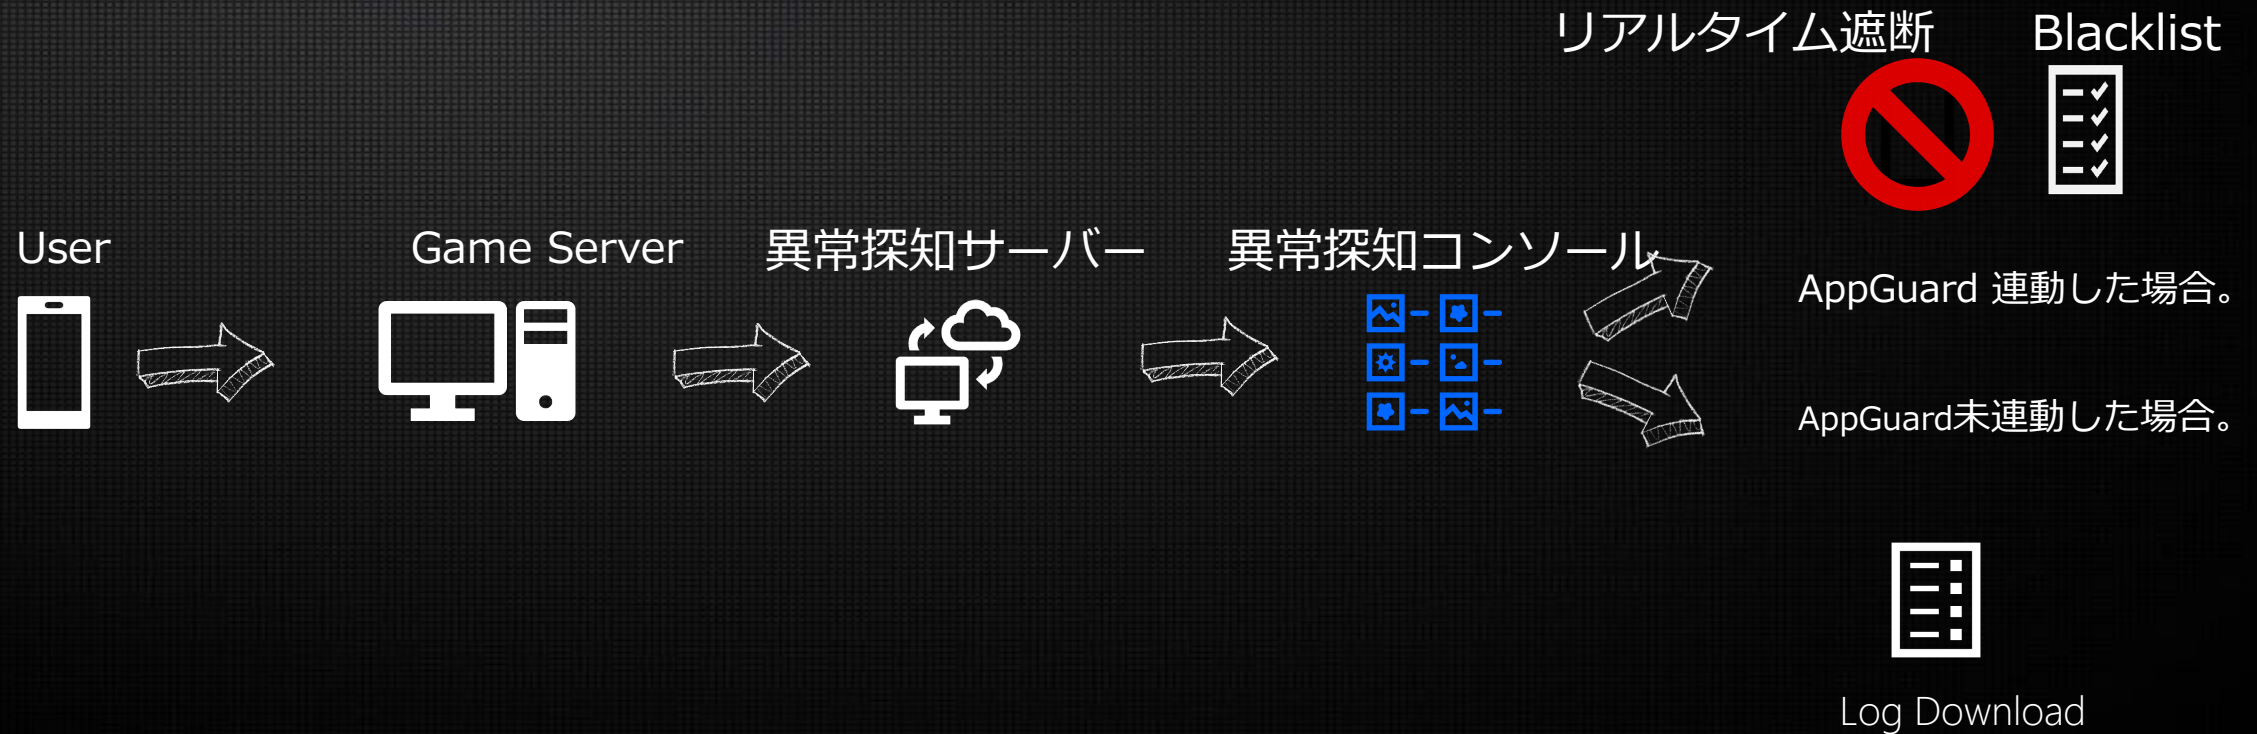 リアルタイム遮断
Blacklist
User
Game Server
異常探知サーバー
異常探知コンソール
AppGuard 連動した場合。
AppGuard未連動した場合。
Log Download